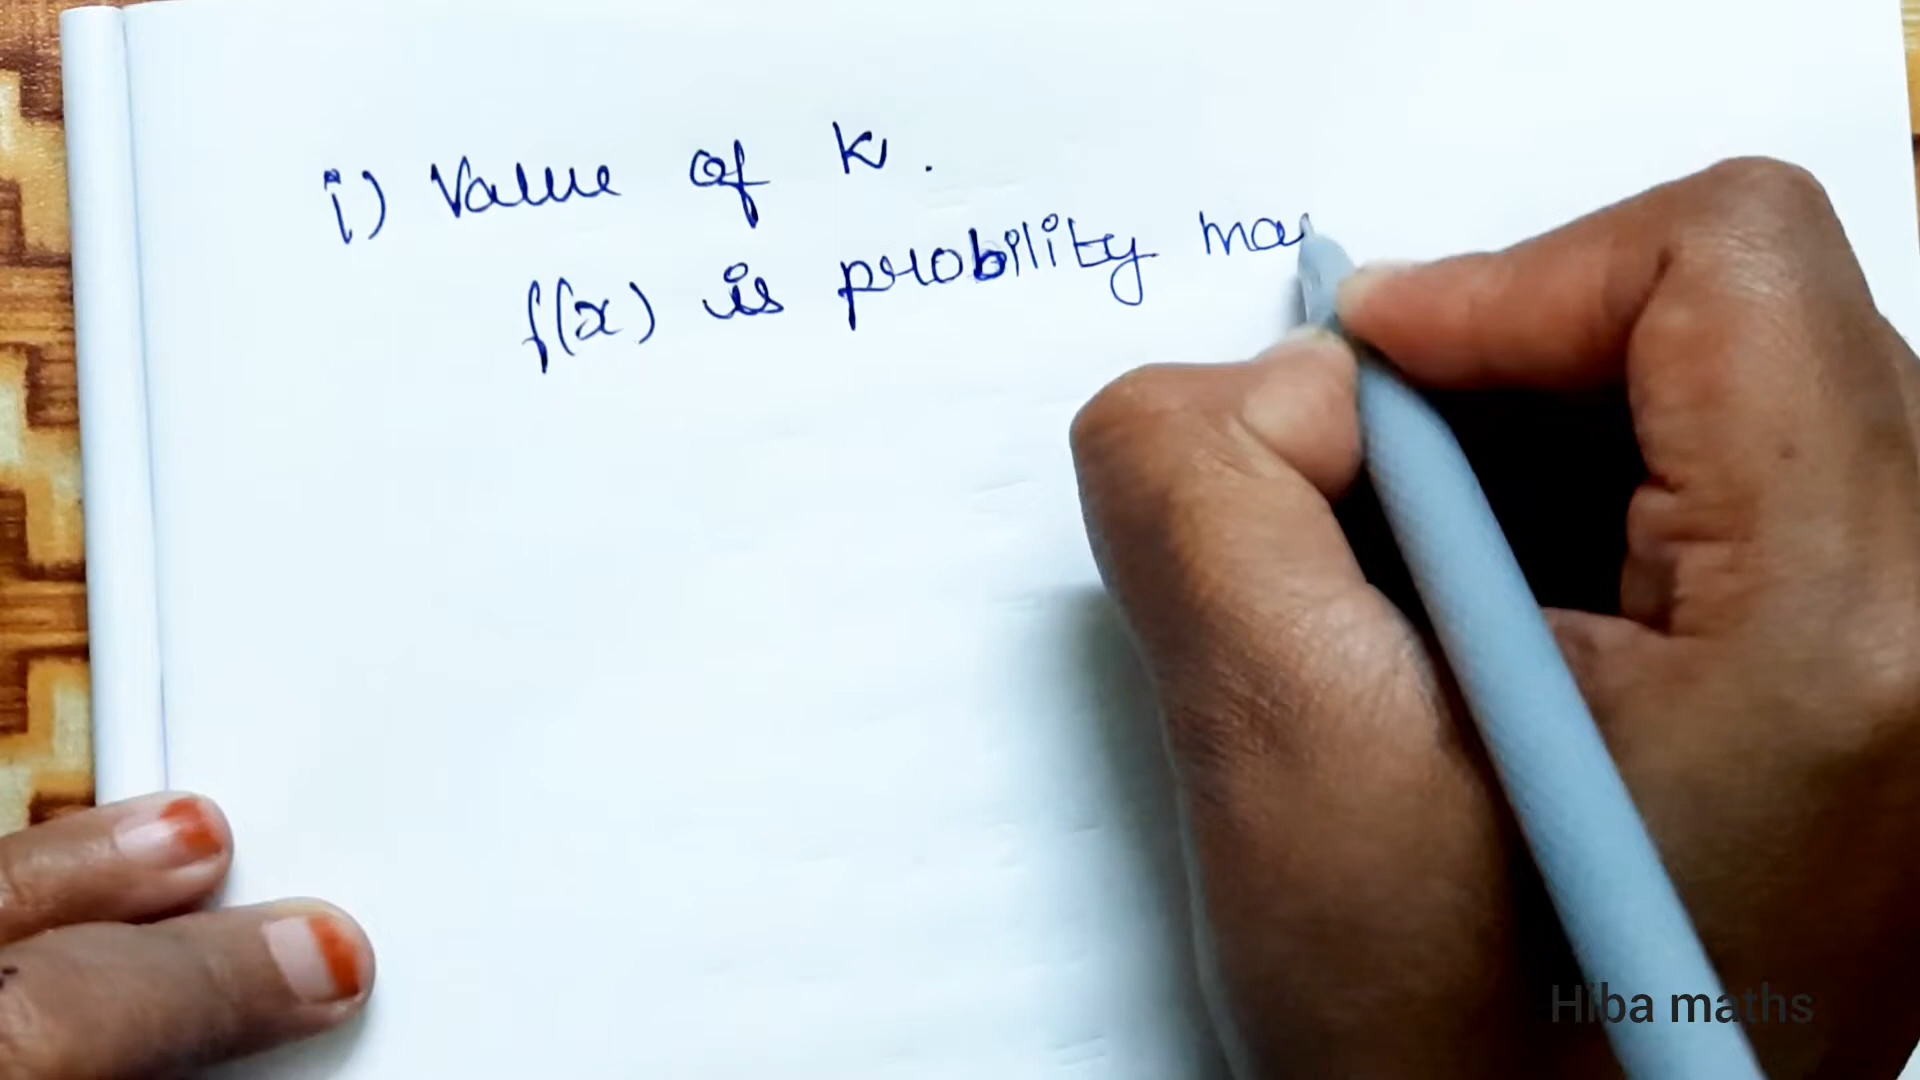 i) Value of k.
f(x) is probility ma
Hiba maths